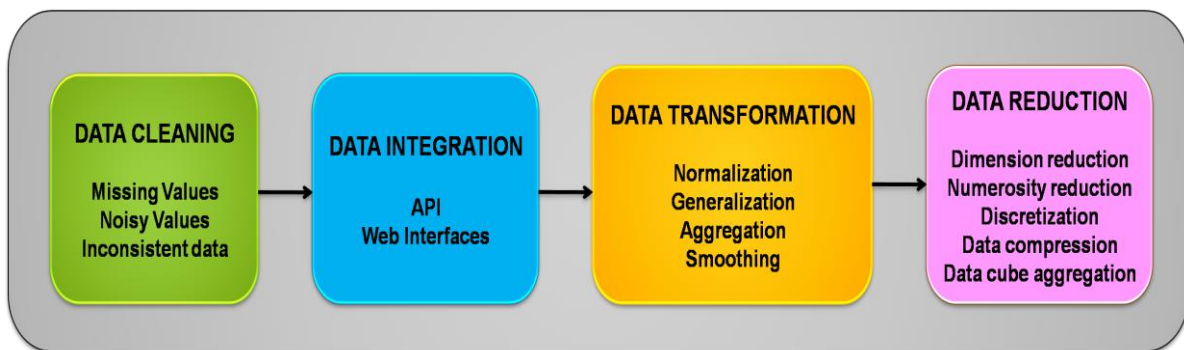 DATA CLEANING
Missing Values
Noisy Values
Inconsistent data
DATA INTEGRATION
API
Web Interfaces
DATA TRANSFORMATION
Normalization
Generalization
Aggregation
Smoothing
DATA REDUCTION
Dimension reduction
Numerosity reduction
Discretization
Data compression
Data cube aggregation